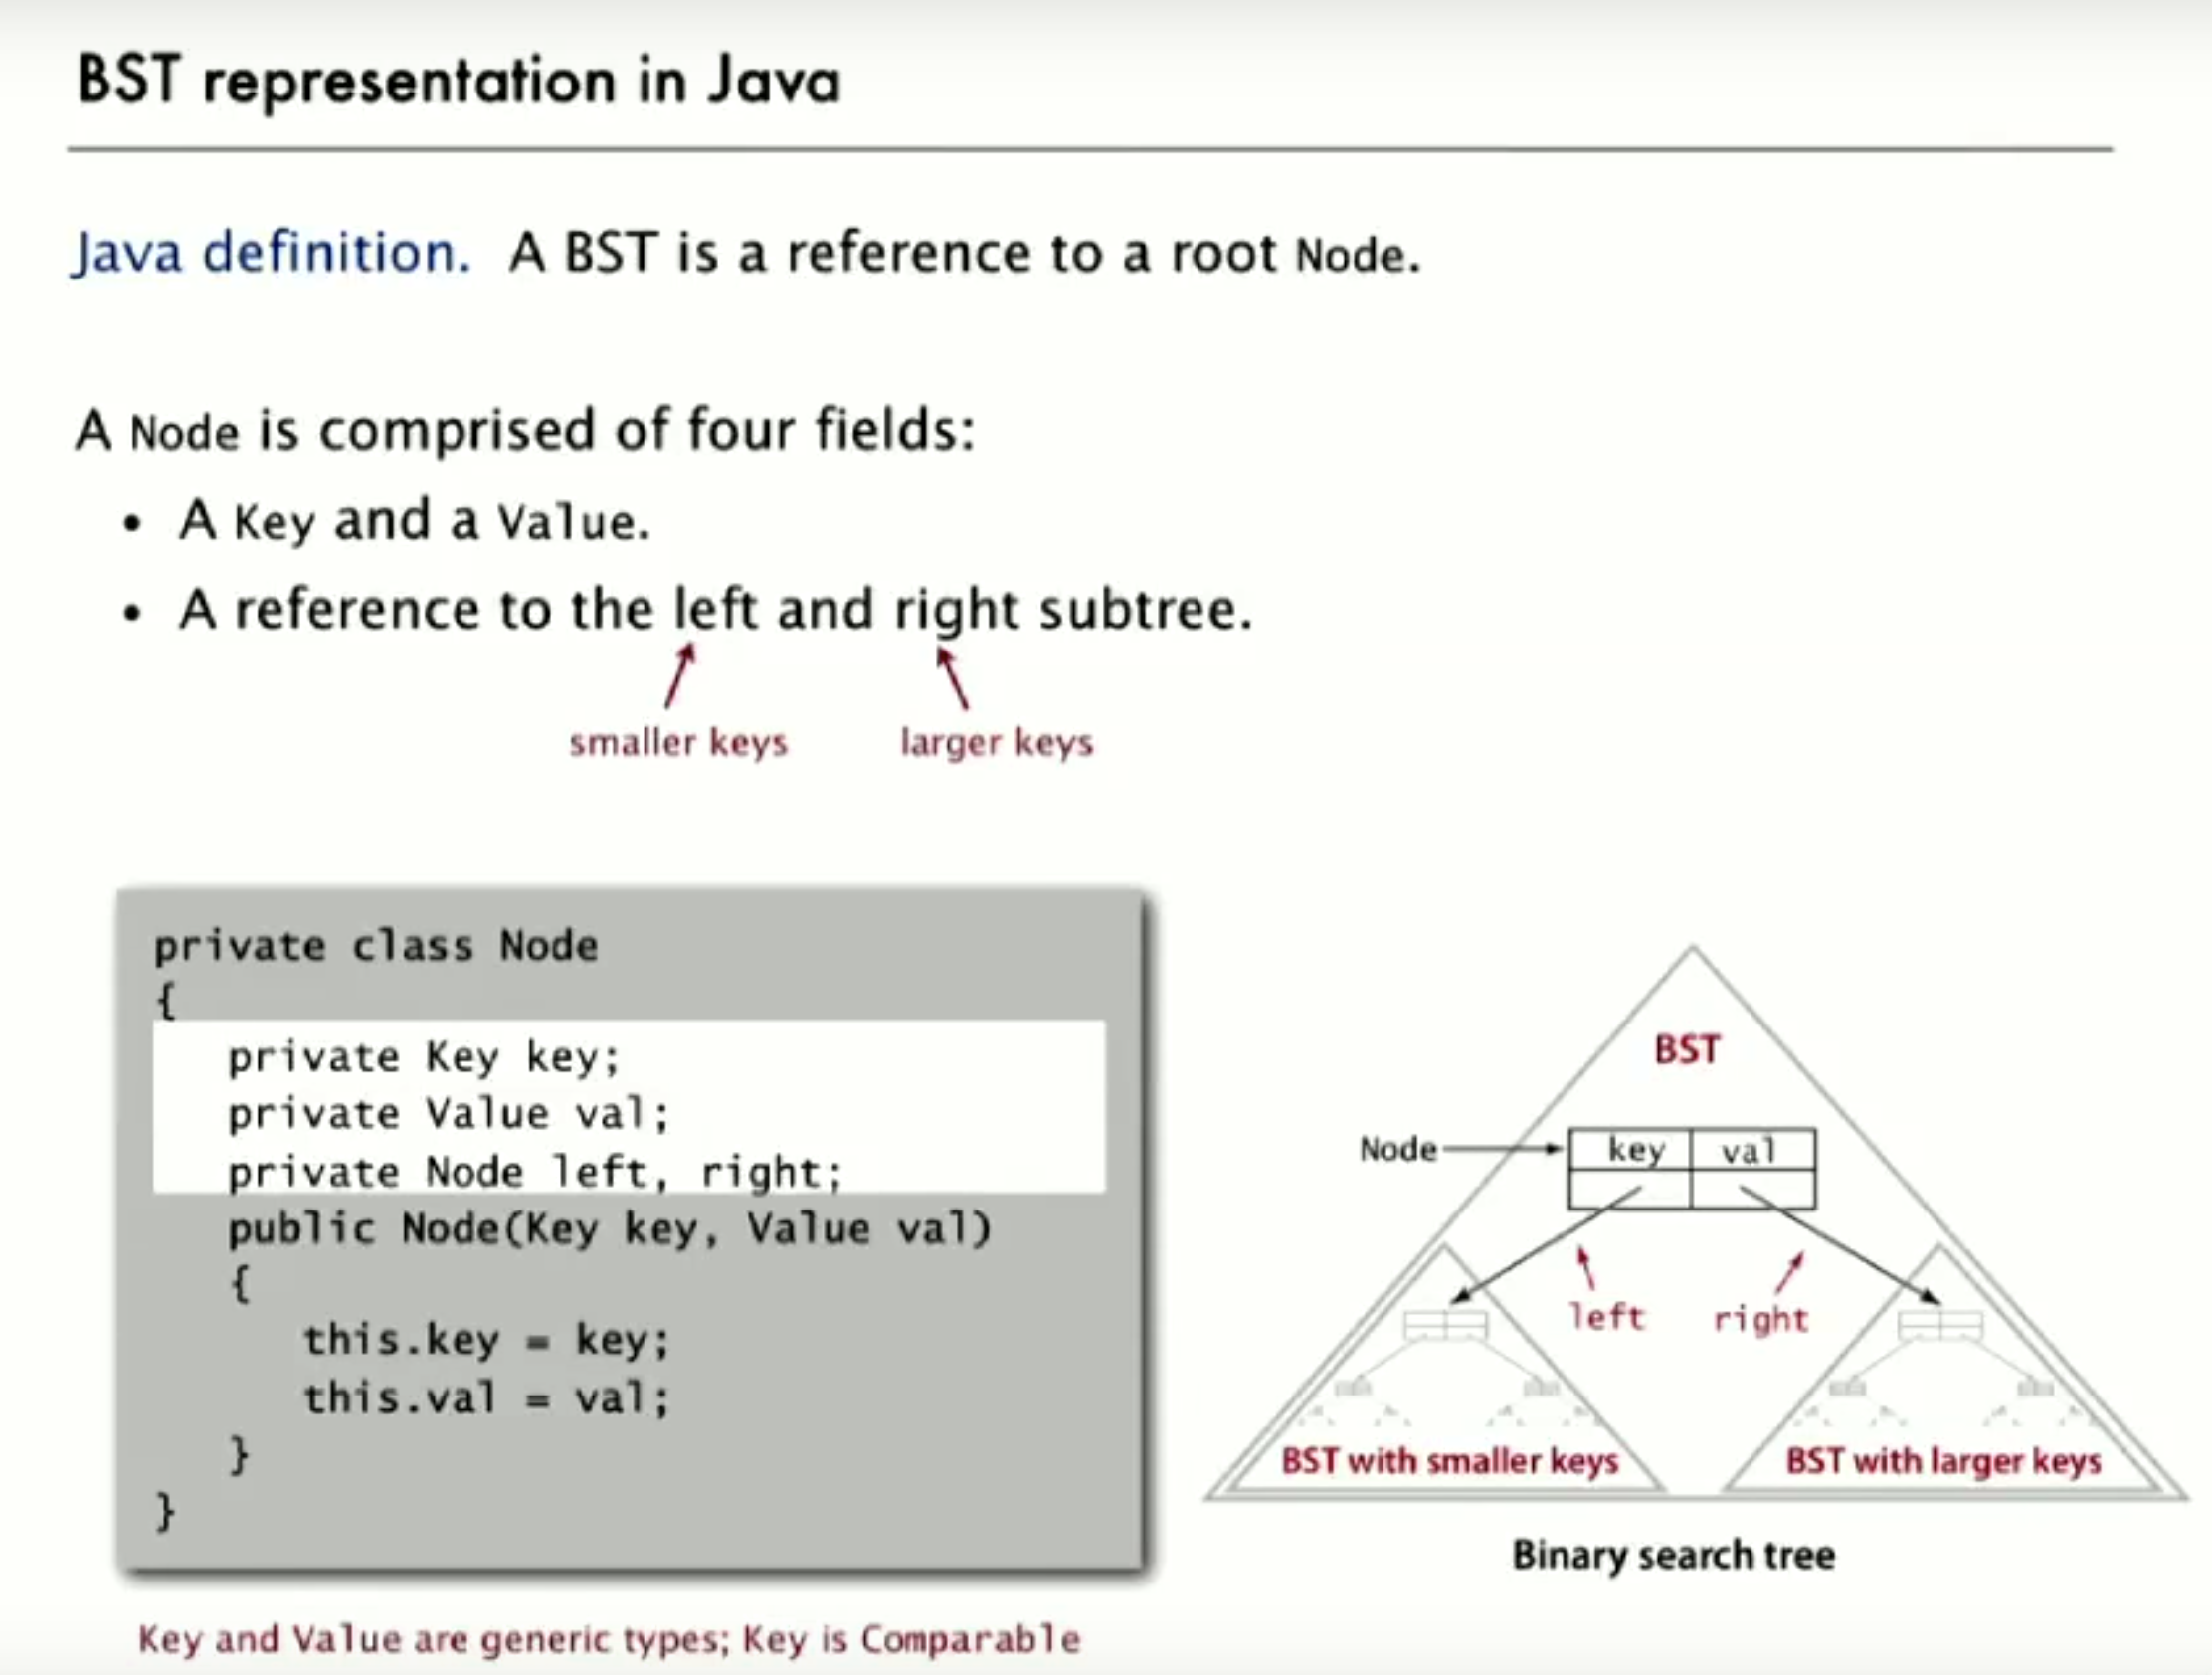 BST representation in Java
Java definition. A BST is a reference to a root Node.
A Node is comprised of four fields:
• A Key and a Value.
• A reference to the left and right subtree.
smaller keys
larger keys
private class Node
{
private Key key;
private Value val;
private Node left, right;
public Node(Key key, Value val)
{
this.key = key;
this.val = val;
}
}
Key and Value are generic types; Key is Comparable
BST
Node
key val
left
right
BST with smaller keys
BST with larger keys
Binary search tree